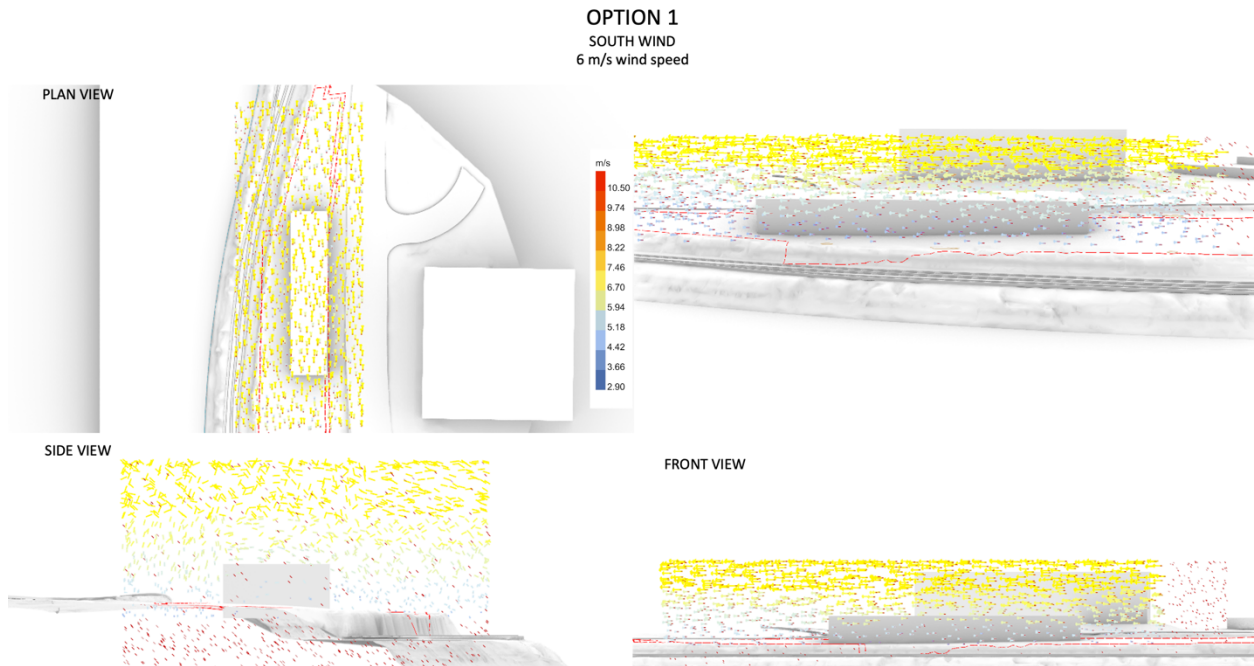 OPTION 1
SOUTH WIND
6 m/s wind speed
PLAN VIEW
m/s
10.50
9.74
8.98
8.22
7.46
6.70
5.94
5.18
4.42
3.66
2.90
SIDE VIEW
FRONT VIEW